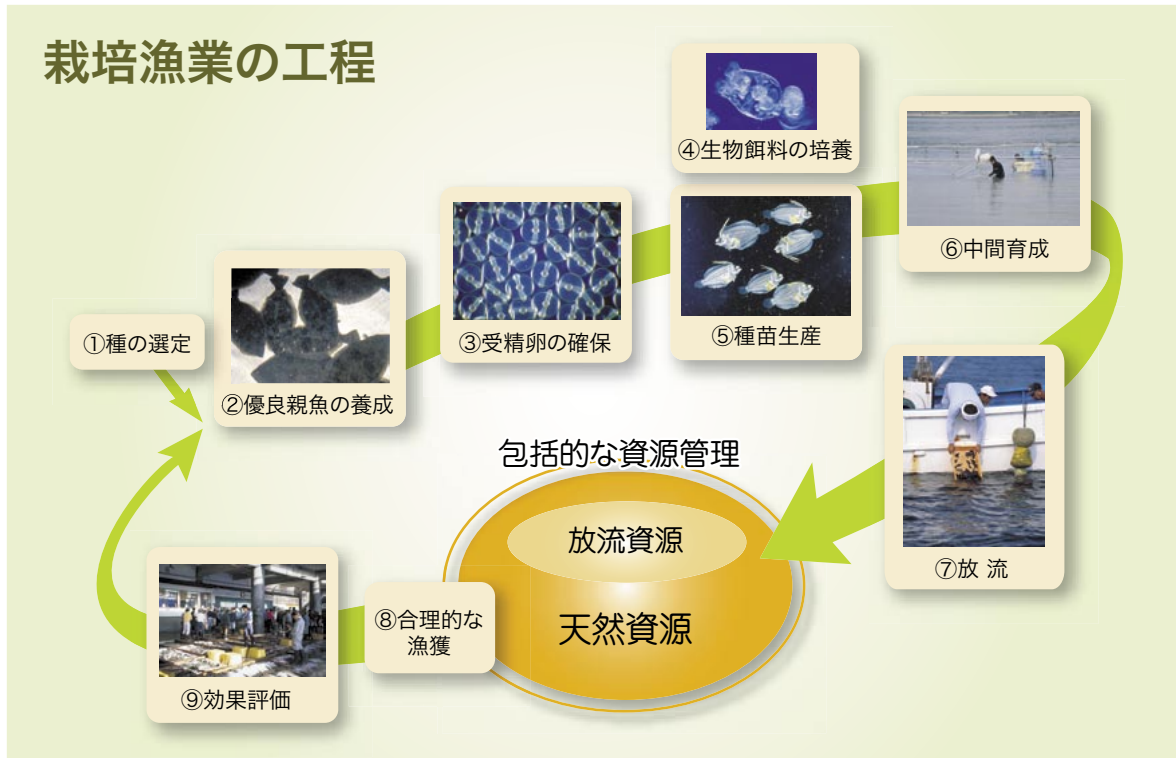 栽培漁業の工程
①種の選定
②優良親魚の養成
③受精卵の確保
④生物餌料の培養
⑤種苗生産
⑥中間育成
⑦放 流
包括的な資源管理
放流資源
天然資源
⑧合理的な
漁獲
⑨効果評価